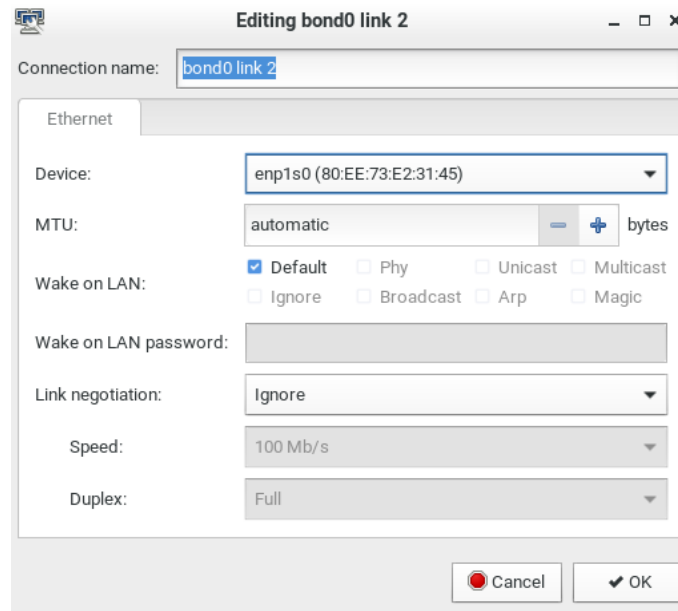 Editing bond0 link 2
Connection name: bond0 link 2
Ethernet
Device: enp1s0 (80:EE:73:E2:31:45)
MTU: automatic bytes
Wake on LAN: Default Phy Unicast Multicast
Ignore Broadcast Arp Magic
Wake on LAN password:
Link negotiation: Ignore
Speed: 100 Mb/s
Duplex: Full
Cancel OK